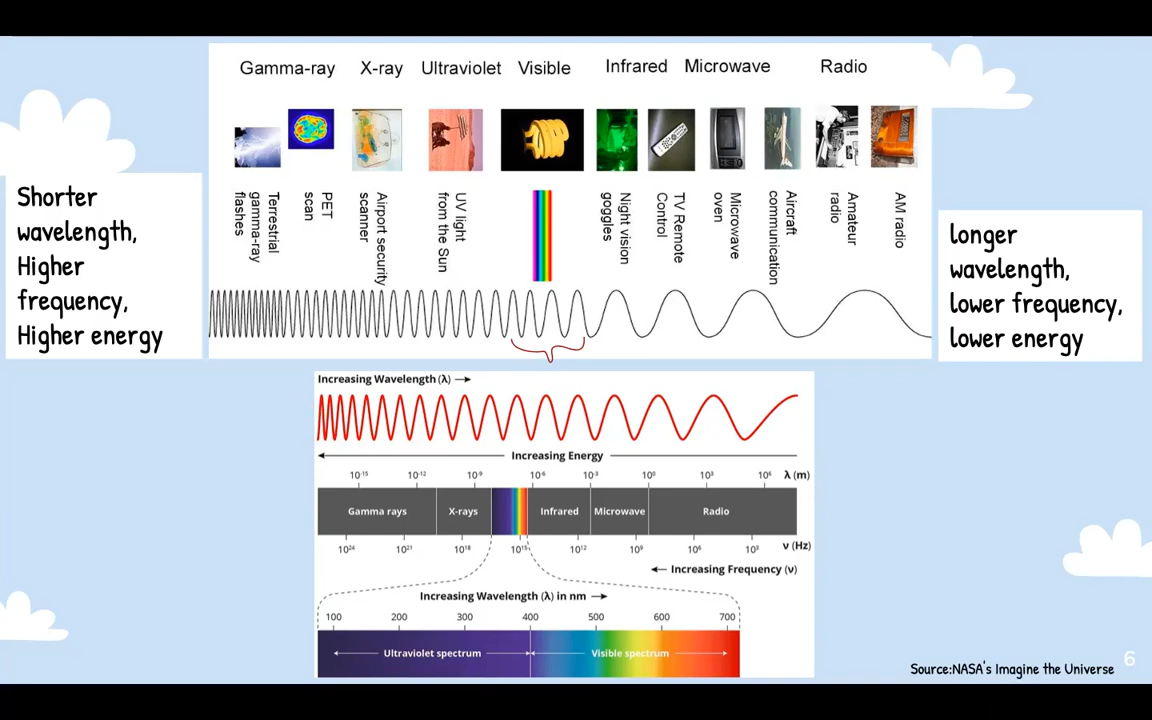 Gamma-ray X-ray Ultraviolet Visible Infrared Microwave Radio
Terrestrial
gamma-ray
flashes
PET
scan
Airport security
scanner
UV light
from the Sun
Night vision
goggles
TV Remote
Control
Microwave
oven
Aircraft
communication
Amateur
radio
AM radio
Shorter
wavelength,
Higher
frequency,
Higher energy
longer
wavelength,
lower frequency,
lower energy
Increasing Wavelength (λ) →
Increasing Energy
10⁻¹⁵ 10⁻¹² 10⁻⁹ 10⁻⁶ 10⁻³ 10⁰ 10³ 10⁶ λ (m)
Gamma rays X-rays Infrared Microwave Radio
10²⁴ 10²¹ 10¹⁸ 10¹⁵ 10¹² 10⁹ 10⁶ 10³ ν (Hz)
← Increasing Frequency (ν)
Increasing Wavelength (λ) in nm →
100 200 300 400 500 600 700
Ultraviolet spectrum Visible spectrum
Source:NASA's Imagine the Universe
6